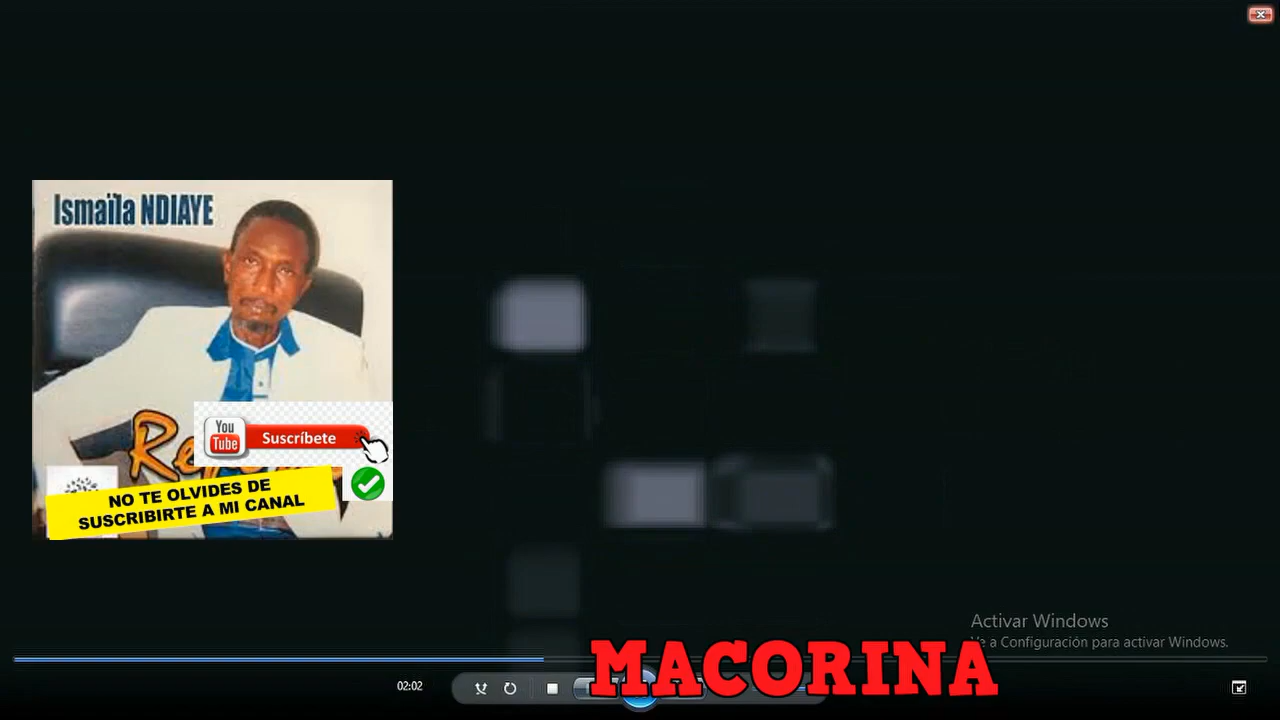 Ismaïla NDIAYE
You
Tube
Suscríbete
NO TE OLVIDES DE
SUSCRIBIRTE A MI CANAL
Activar Windows
a Configuración para activar Windows.
02:02
MACORINA